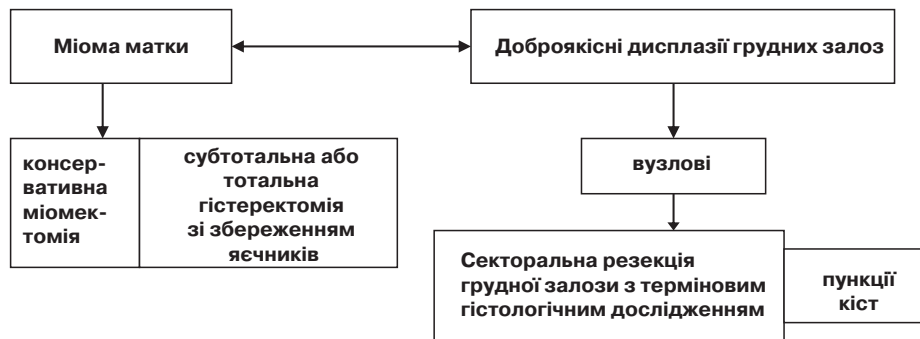 Міома матки
Доброякісні дисплазії грудних залоз
консер-
вативна
міомек-
томія
субтотальна або
тотальна
гістеректомія
зі збереженням
яєчників
вузлові
Секторальна резекція
грудної залози з терміновим
гістологічним дослідженням
пункції
кіст